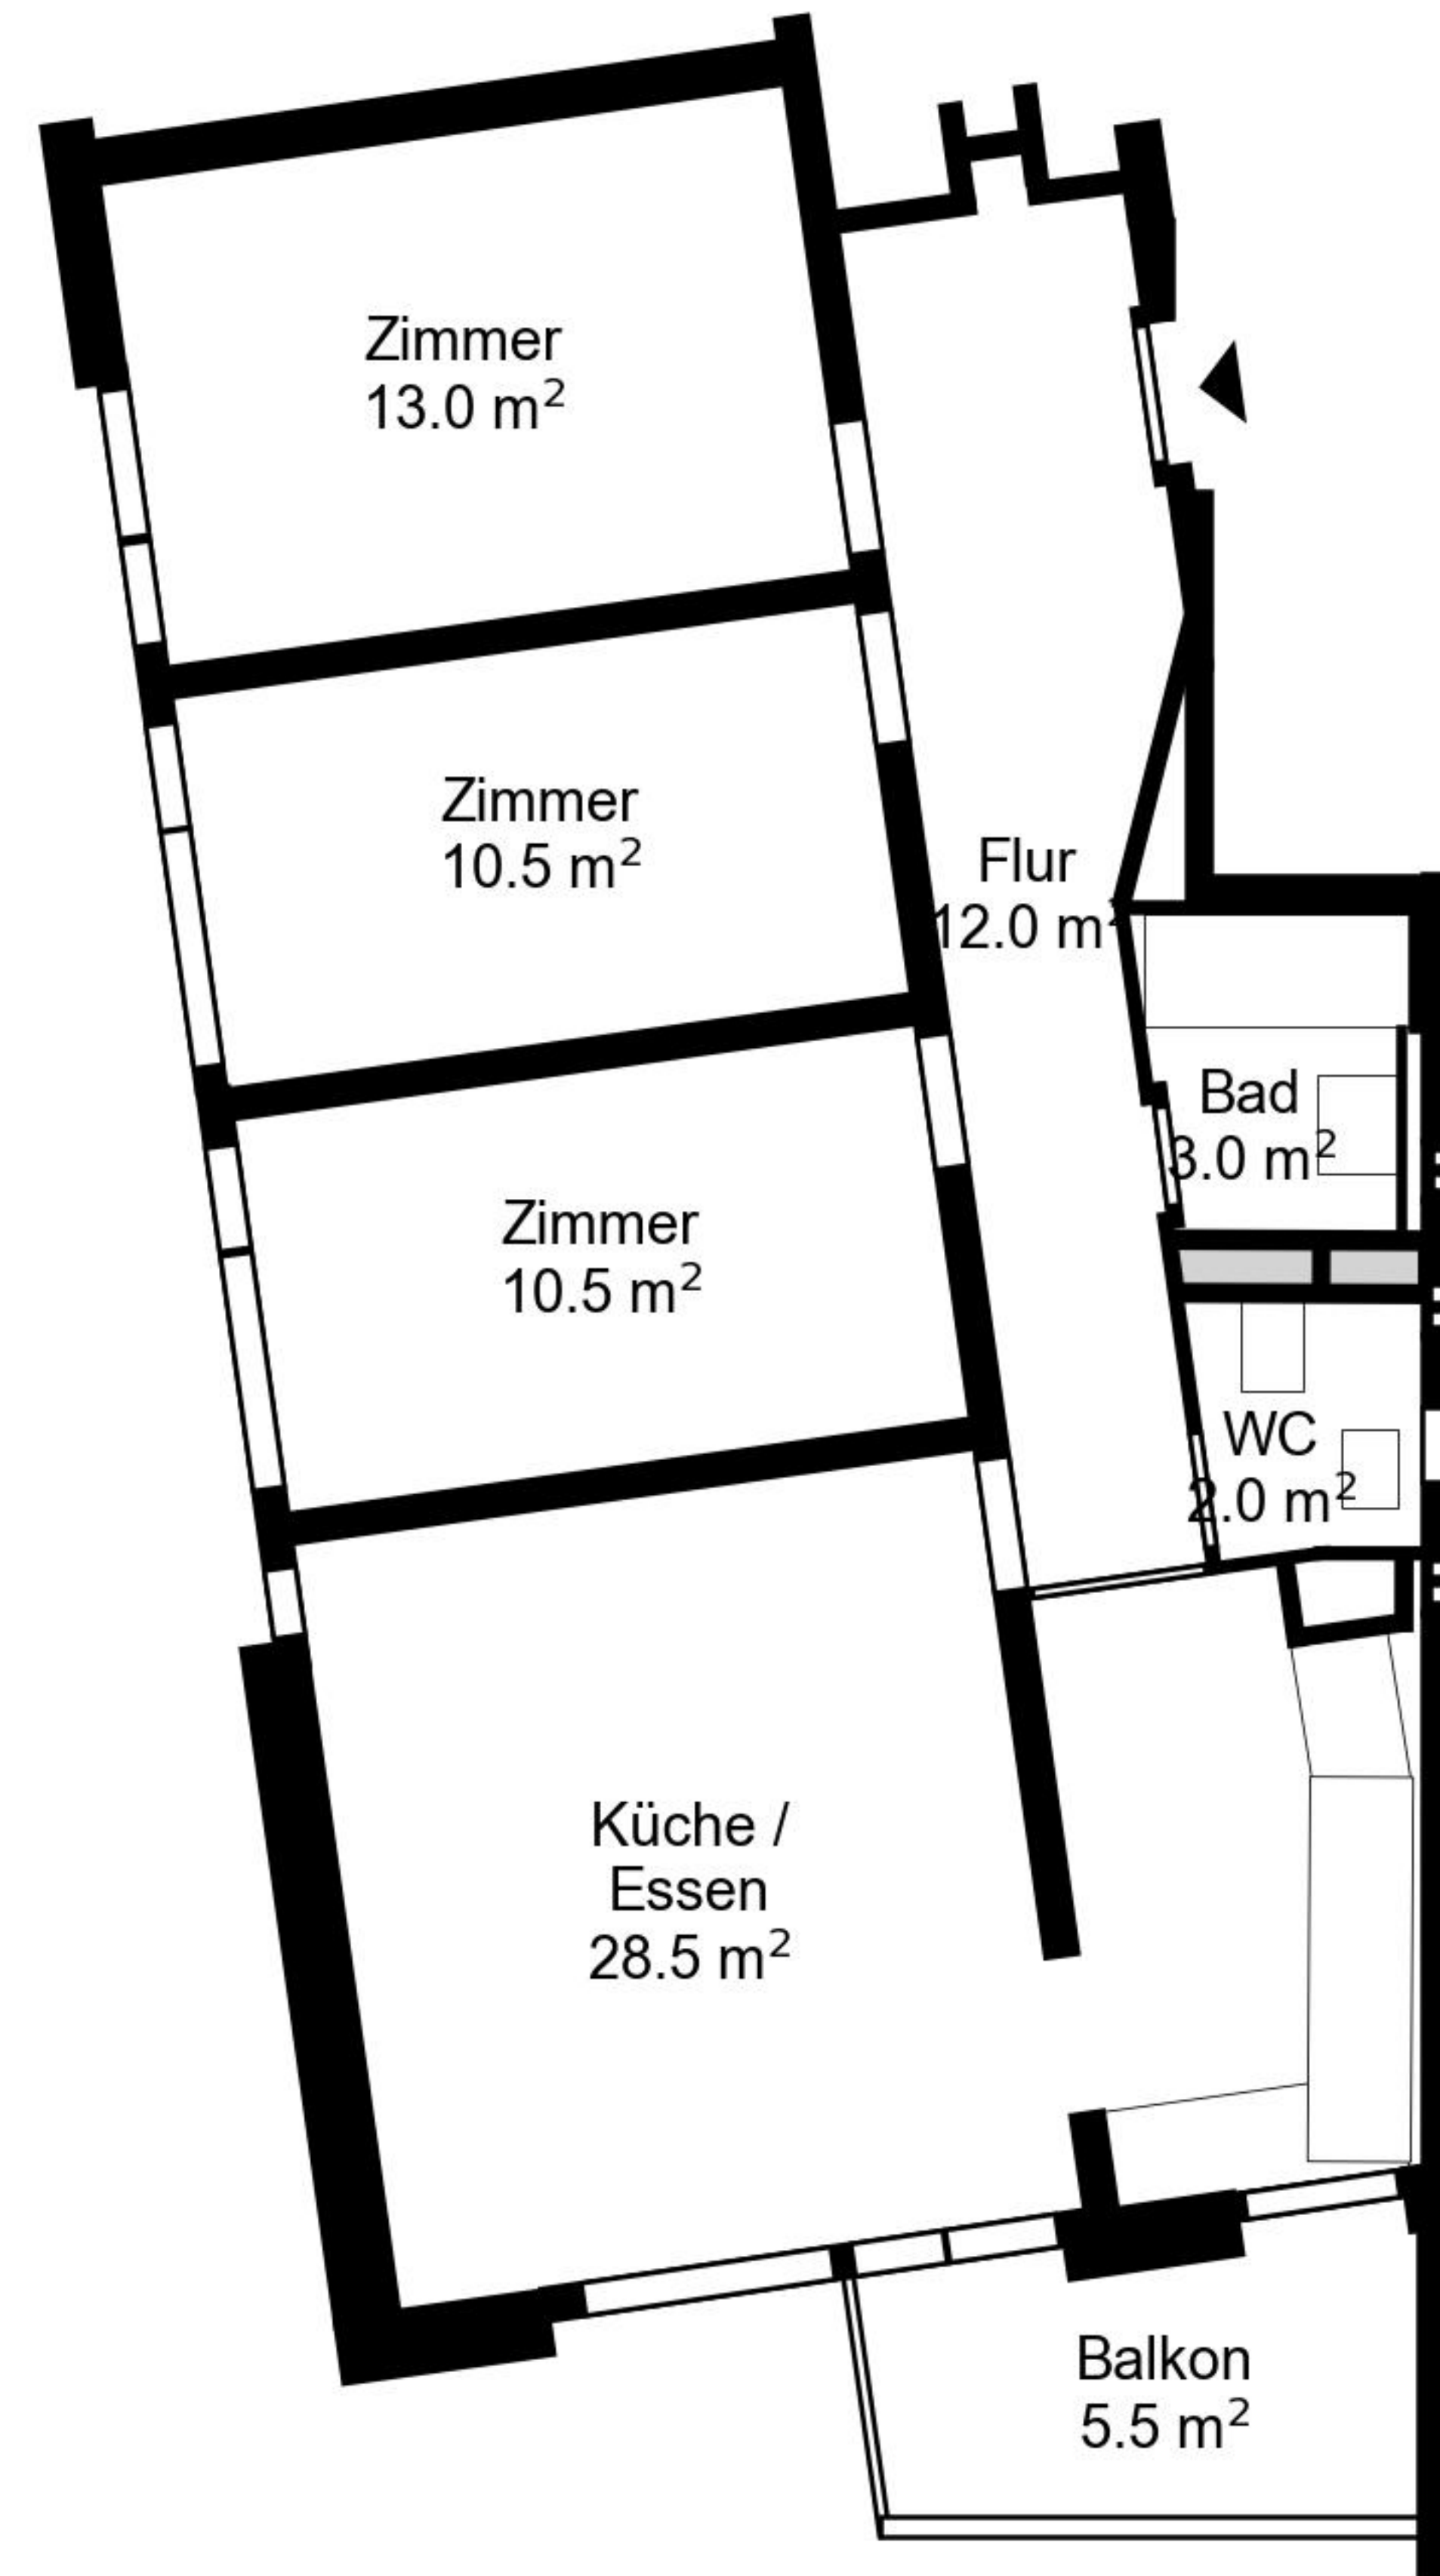 Zimmer
13.0 m²
Zimmer
10.5 m²
Flur
12.0 m²
Bad
3.0 m²
Zimmer
10.5 m²
WC
2.0 m²
Küche /
Essen
28.5 m²
Balkon
5.5 m²